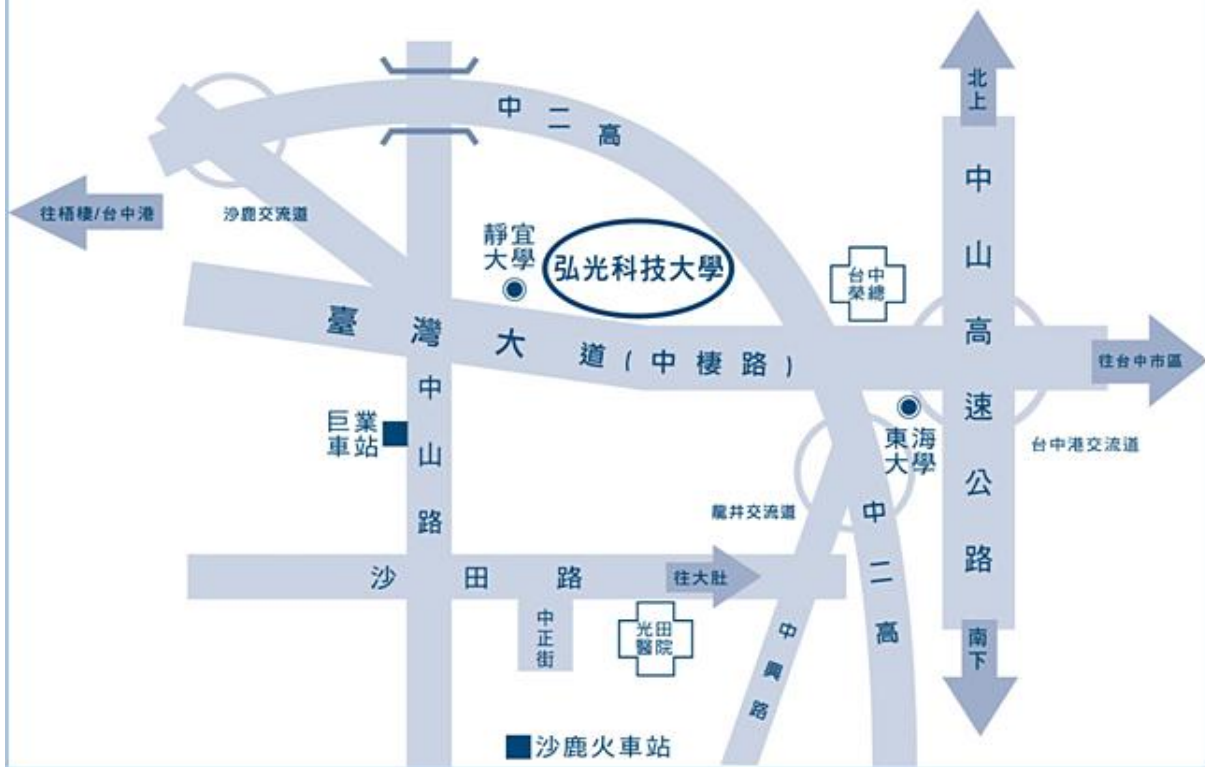 北上
中二高
中山高速公路
往梧棲/台中港
沙鹿交流道
靜宜
大學
弘光科技大學
台中
榮總
臺灣大道(中棲路)
往台中市區
中山路
巨業
車站
東海
大學
台中港交流道
龍井交流道
中二高
沙田路
往大肚
中正街
光田
醫院
中興路
南下
沙鹿火車站